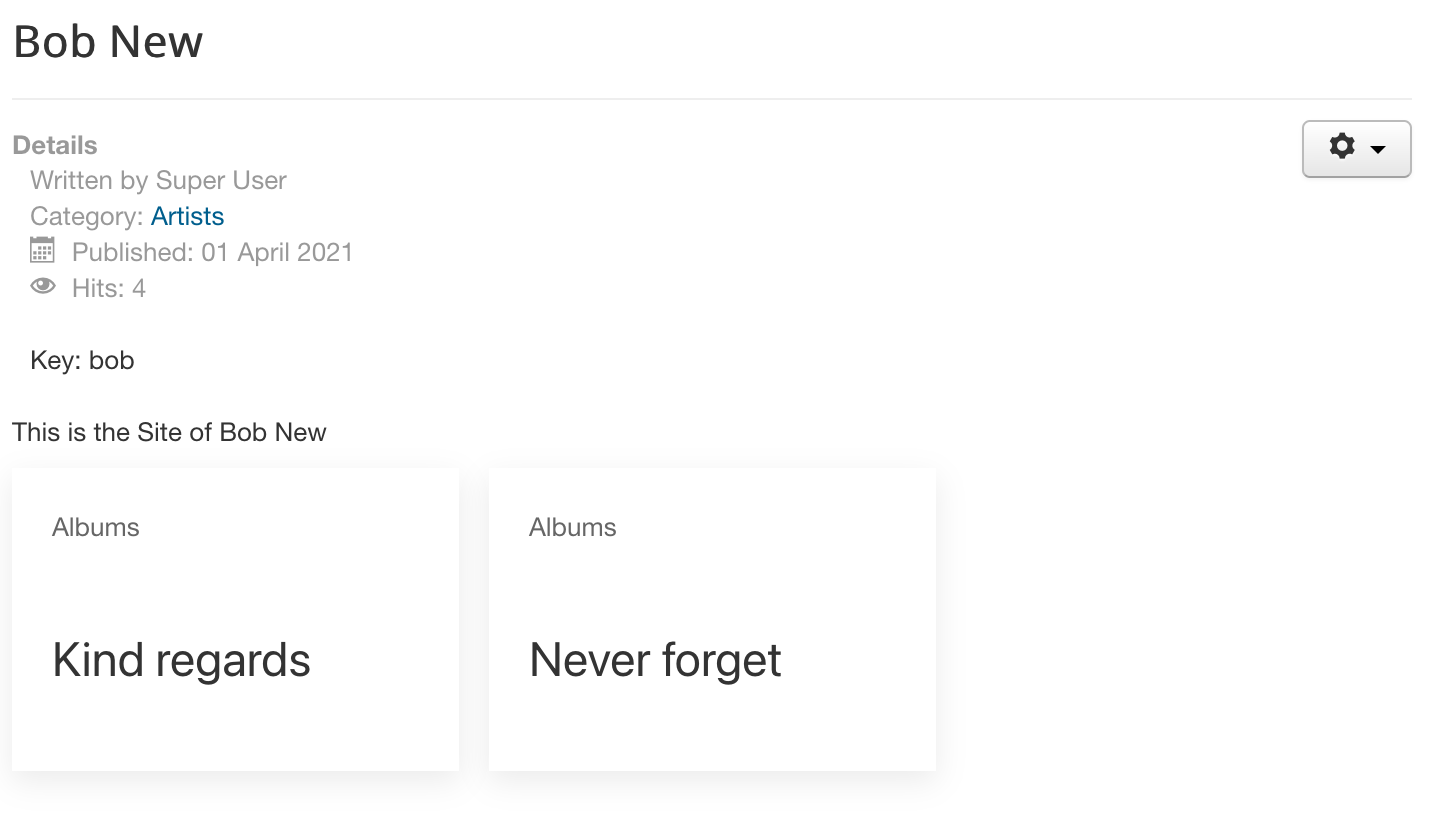 Bob New
Details
Written by Super User
Category: Artists
Published: 01 April 2021
Hits: 4
Key: bob
This is the Site of Bob New
Albums
Kind regards
Albums
Never forget